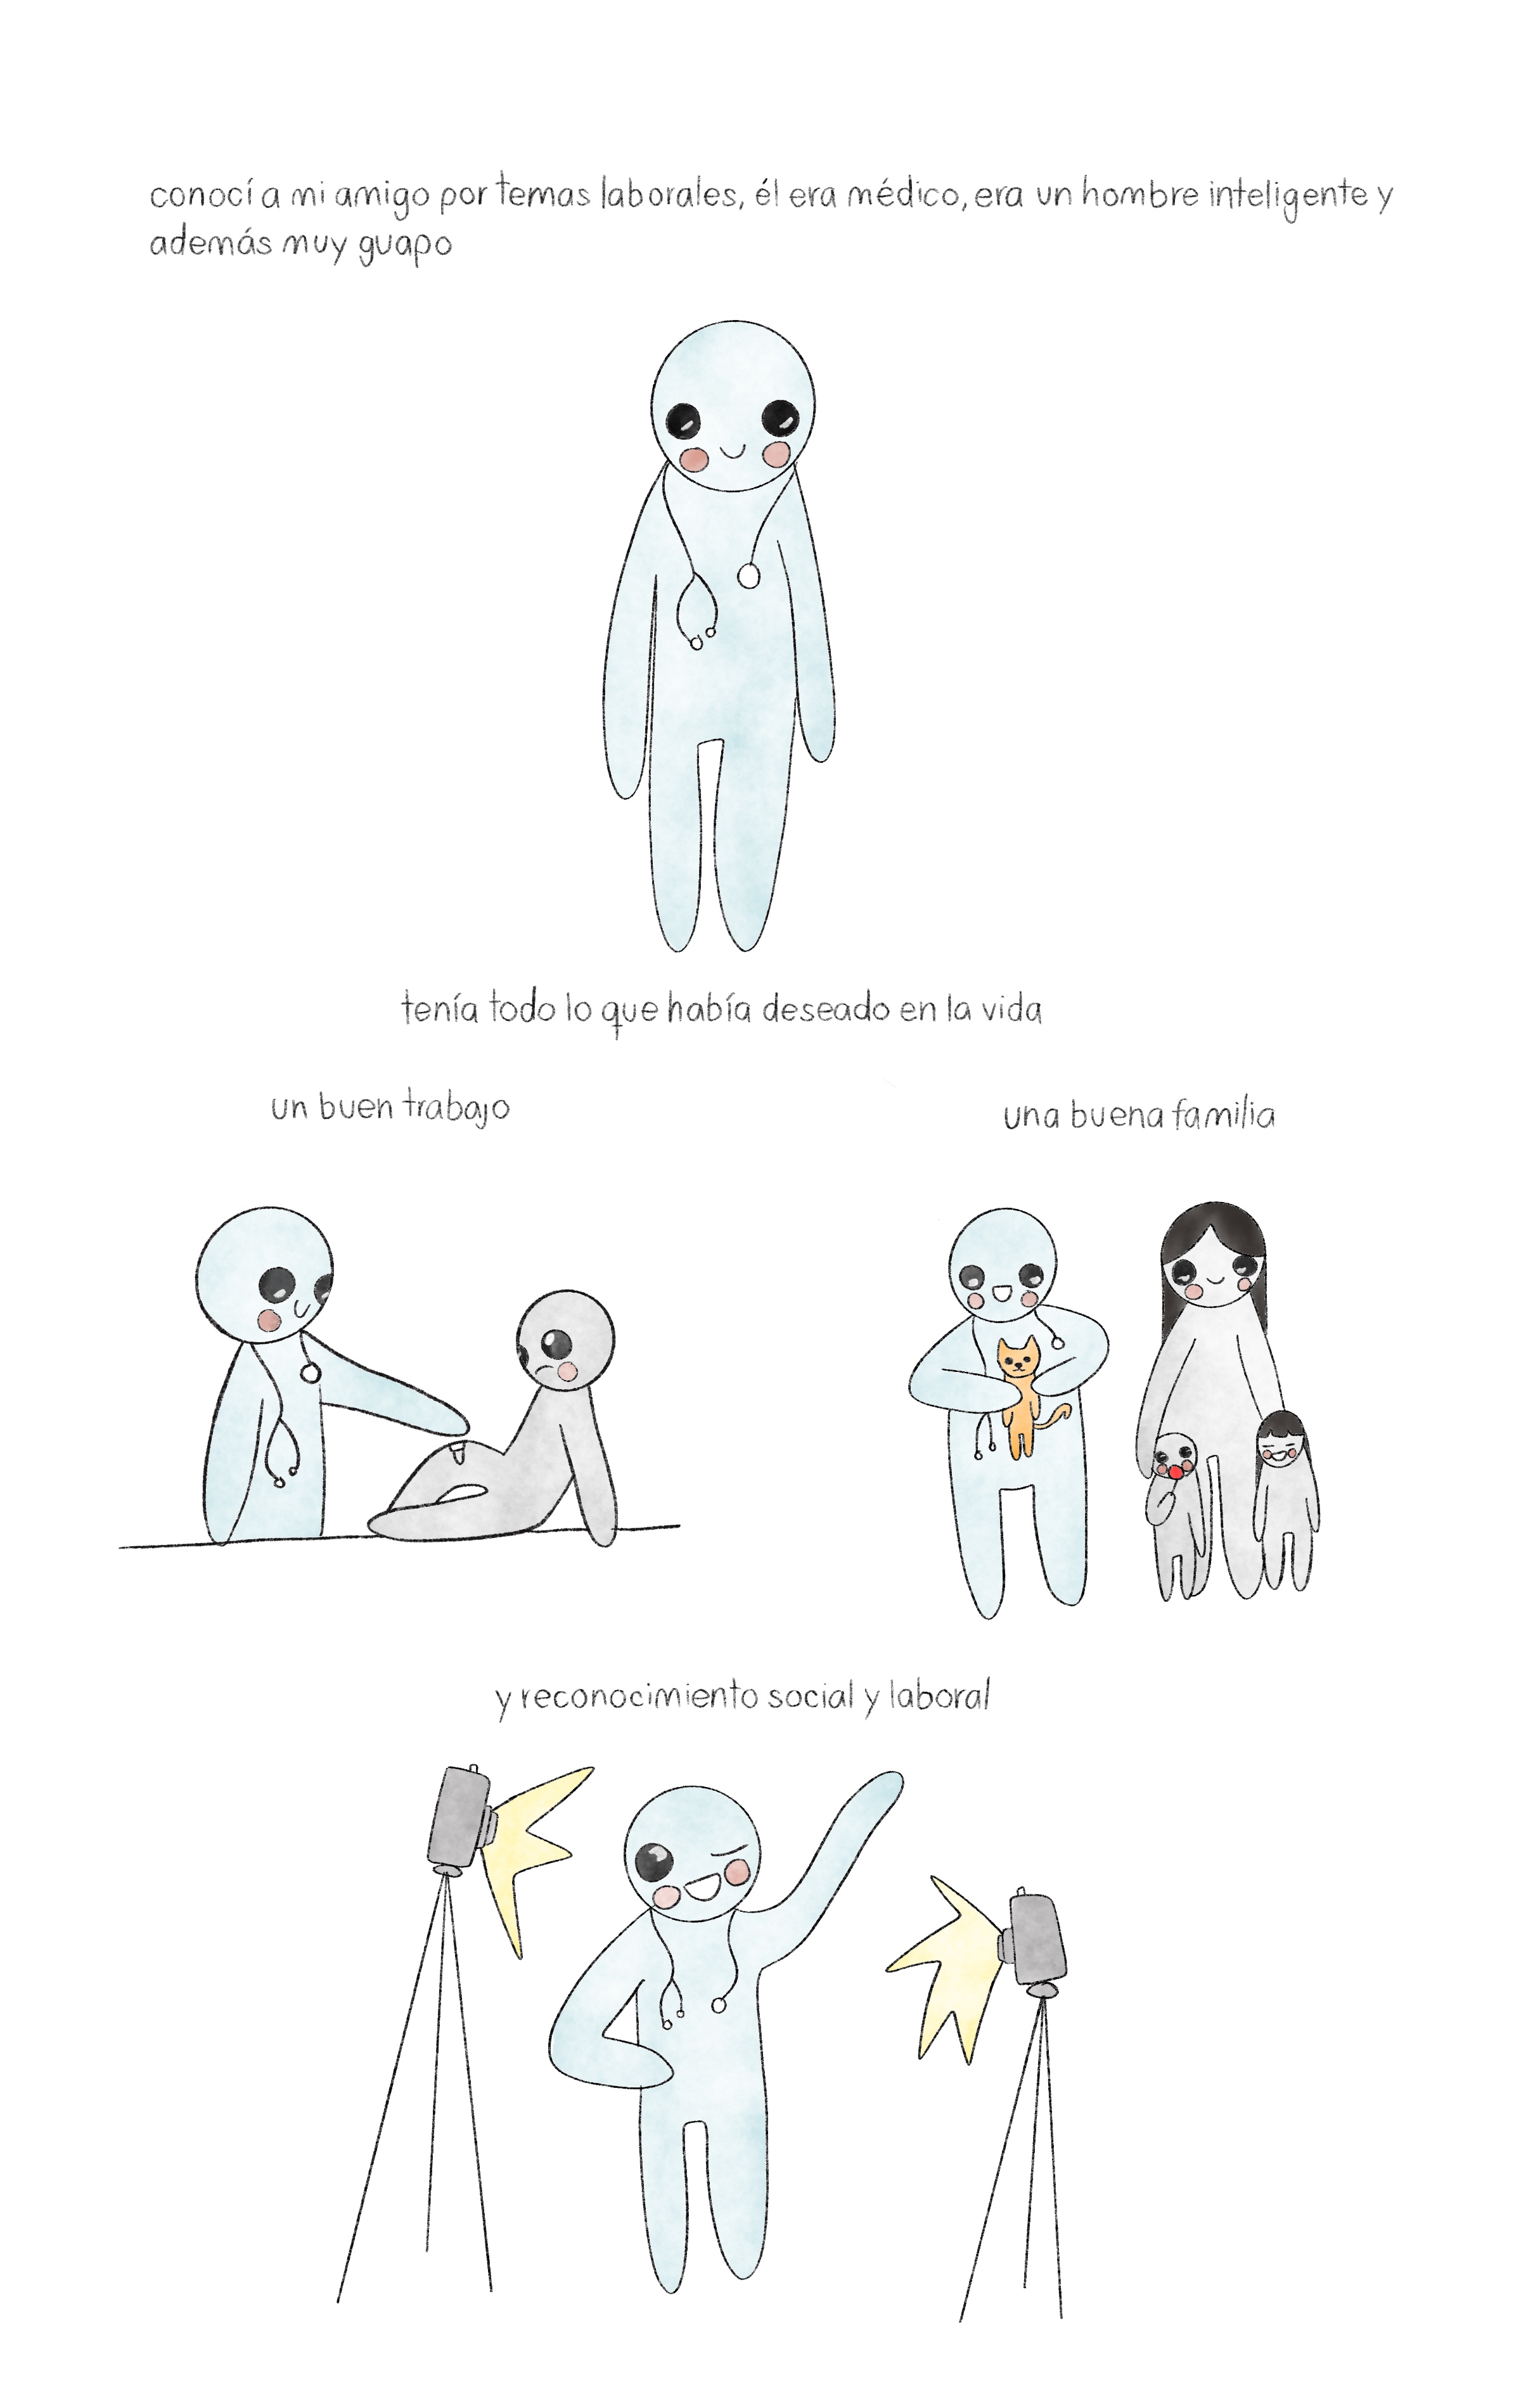 conocí a mi amigo por temas laborales, él era médico, era un hombre inteligente y
además muy guapo
tenía todo lo que había deseado en la vida
un buen trabajo
una buena familia
y reconocimiento social y laboral